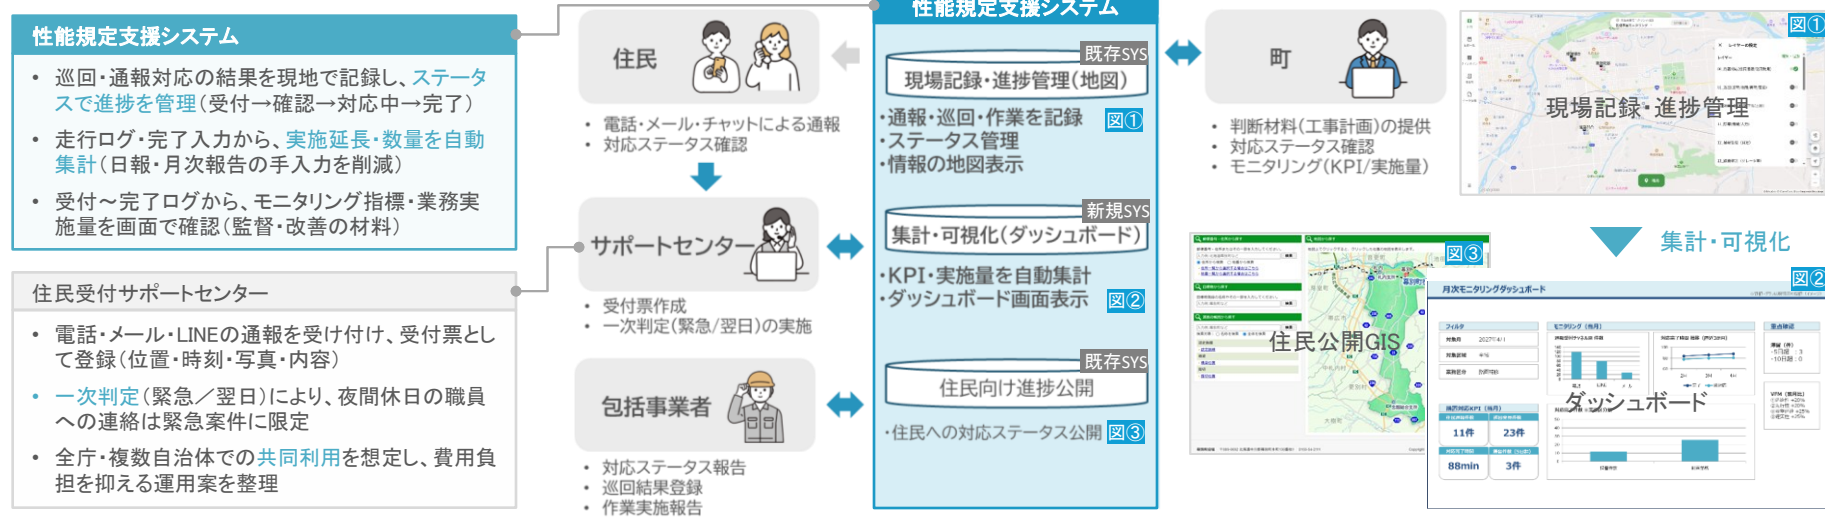 性能規定支援システム
• 巡回・通報対応の結果を現地で記録し、ステータ
スで進捗を管理（受付→確認→対応中→完了）
• 走行ログ・完了入力から、実施延長・数量を自動
集計（日報・月次報告の手入力を削減）
• 受付～完了ログから、モニタリング指標・業務実
施量を画面で確認（監督・改善の材料）
住民受付サポートセンター
• 電話・メール・LINEの通報を受け付け、受付票とし
て登録（位置・時刻・写真・内容）
• 一次判定（緊急／翌日）により、夜間休日の職員
への連絡は緊急案件に限定
• 全庁・複数自治体での共同利用を想定し、費用負
担を抑える運用案を整理
住民
• 電話・メール・チャットによる通報
• 対応ステータス確認
サポートセンター
• 受付票作成
• 一次判定（緊急/翌日）の実施
包括事業者
• 対応ステータス報告
• 巡回結果登録
• 作業実施報告
性能規定支援システム
既存SYS
現場記録・進捗管理（地図）
・通報・巡回・作業を記録 図①
・ステータス管理
・情報の地図表示
新規SYS
集計・可視化（ダッシュボード）
・KPI・実施量を自動集計
・ダッシュボード画面表示 図②
既存SYS
住民向け進捗公開
・住民への対応ステータス公開 図③
町
• 判断材料（工事計画）の提供
• 対応ステータス確認
• モニタリング（KPI/実施量）
図①
現場記録・進捗管理
集計・可視化
図③
住民公開GIS
図②
月次モニタリングダッシュボード
フィルタ
対象月 2027年4月
モニタリング（当月）
重点確認
ダッシュボード
11件 23件
88min 3件